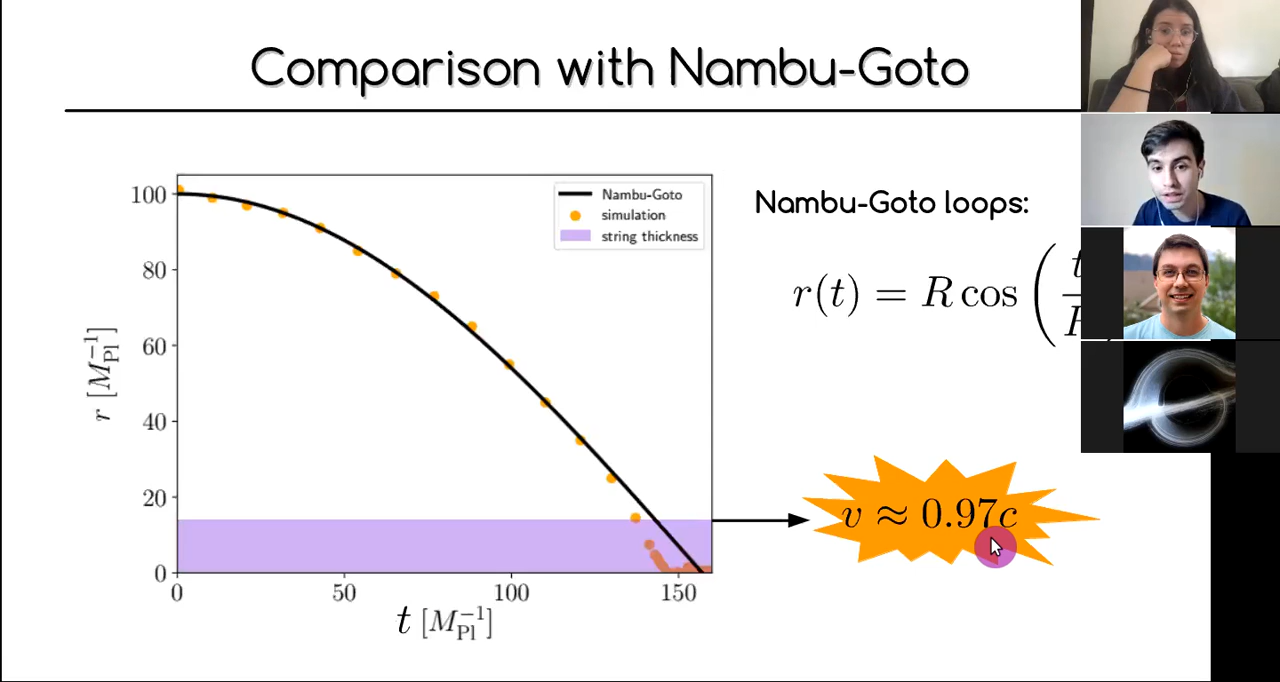 Comparison with Nambu-Goto
Nambu-Goto
simulation
string thickness
100
80
60
40
20
0
r [M_Pl^{-1}]
0 50 100 150
t [M_Pl^{-1}]
Nambu-Goto loops:
r(t) = R cos (
v ≈ 0.97c